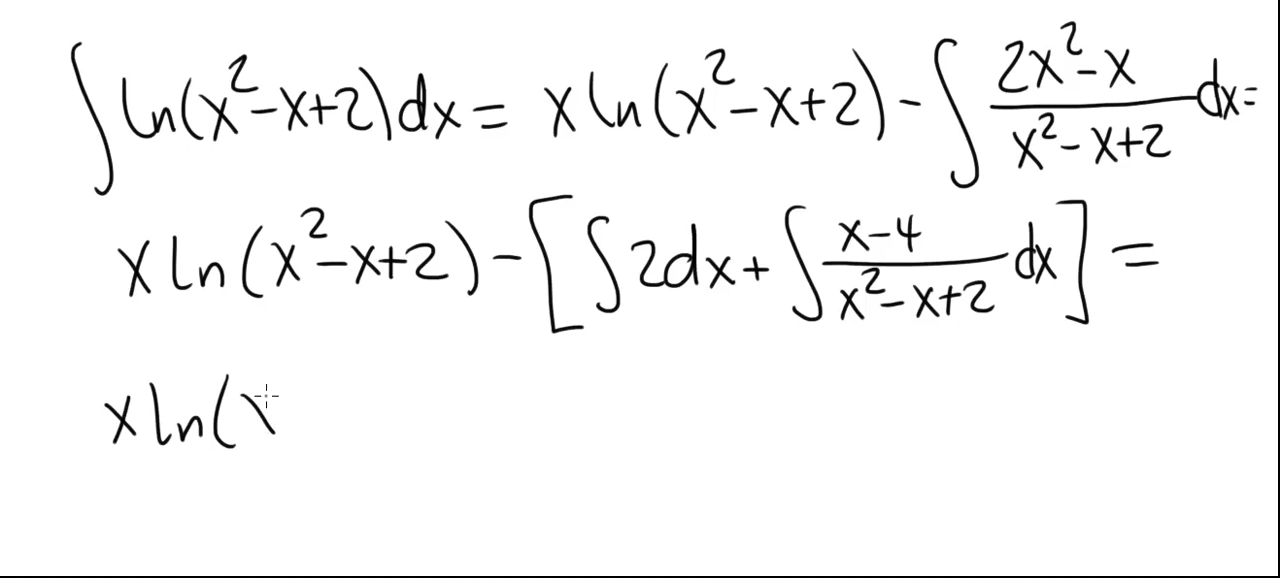 ∫ ln(x²-x+2)dx = x ln(x²-x+2) - ∫ (2x²-x)/(x²-x+2) dx =
x ln(x²-x+2) - [∫ 2dx + ∫ (x-4)/(x²-x+2) dx] =
x ln(